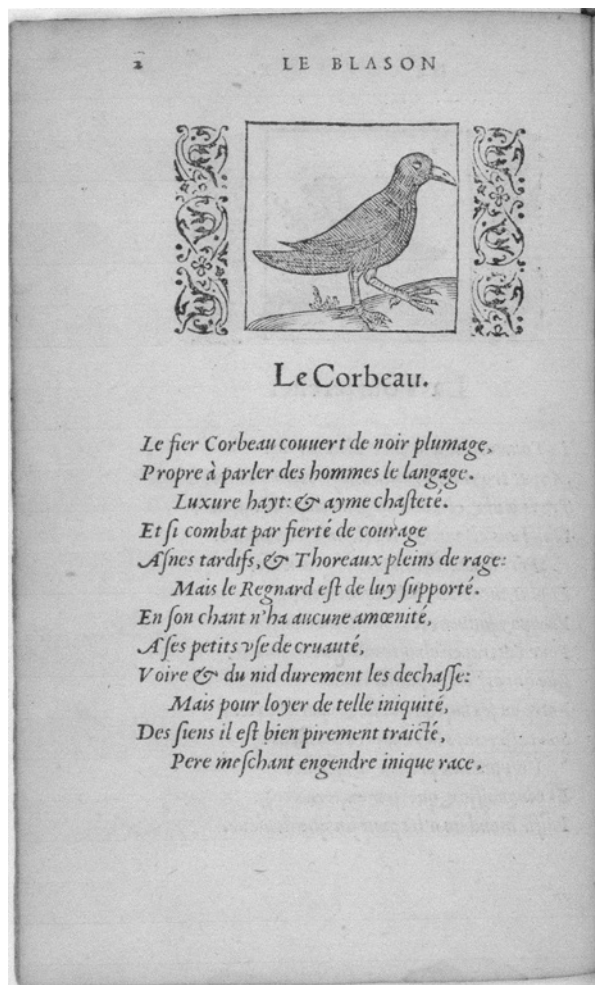 2 LE BLASON
Le Corbeau.
Le fier Corbeau couuert de noir plumage,
Propre à parler des hommes le langage.
Luxure hayt: & ayme chaſteté.
Et ſi combat par fierté de courage
Aſnes tardifs, & Thoreaux pleins de rage:
Mais le Regnard eſt de luy ſupporté.
En ſon chant n'ha aucune amœnité,
A ſes petits vſe de cruauté,
Voire & du nid durement les dechaſſe:
Mais pour loyer de telle iniquité,
Des ſiens il eſt bien pirement traicté,
Pere meſchant engendre inique race.